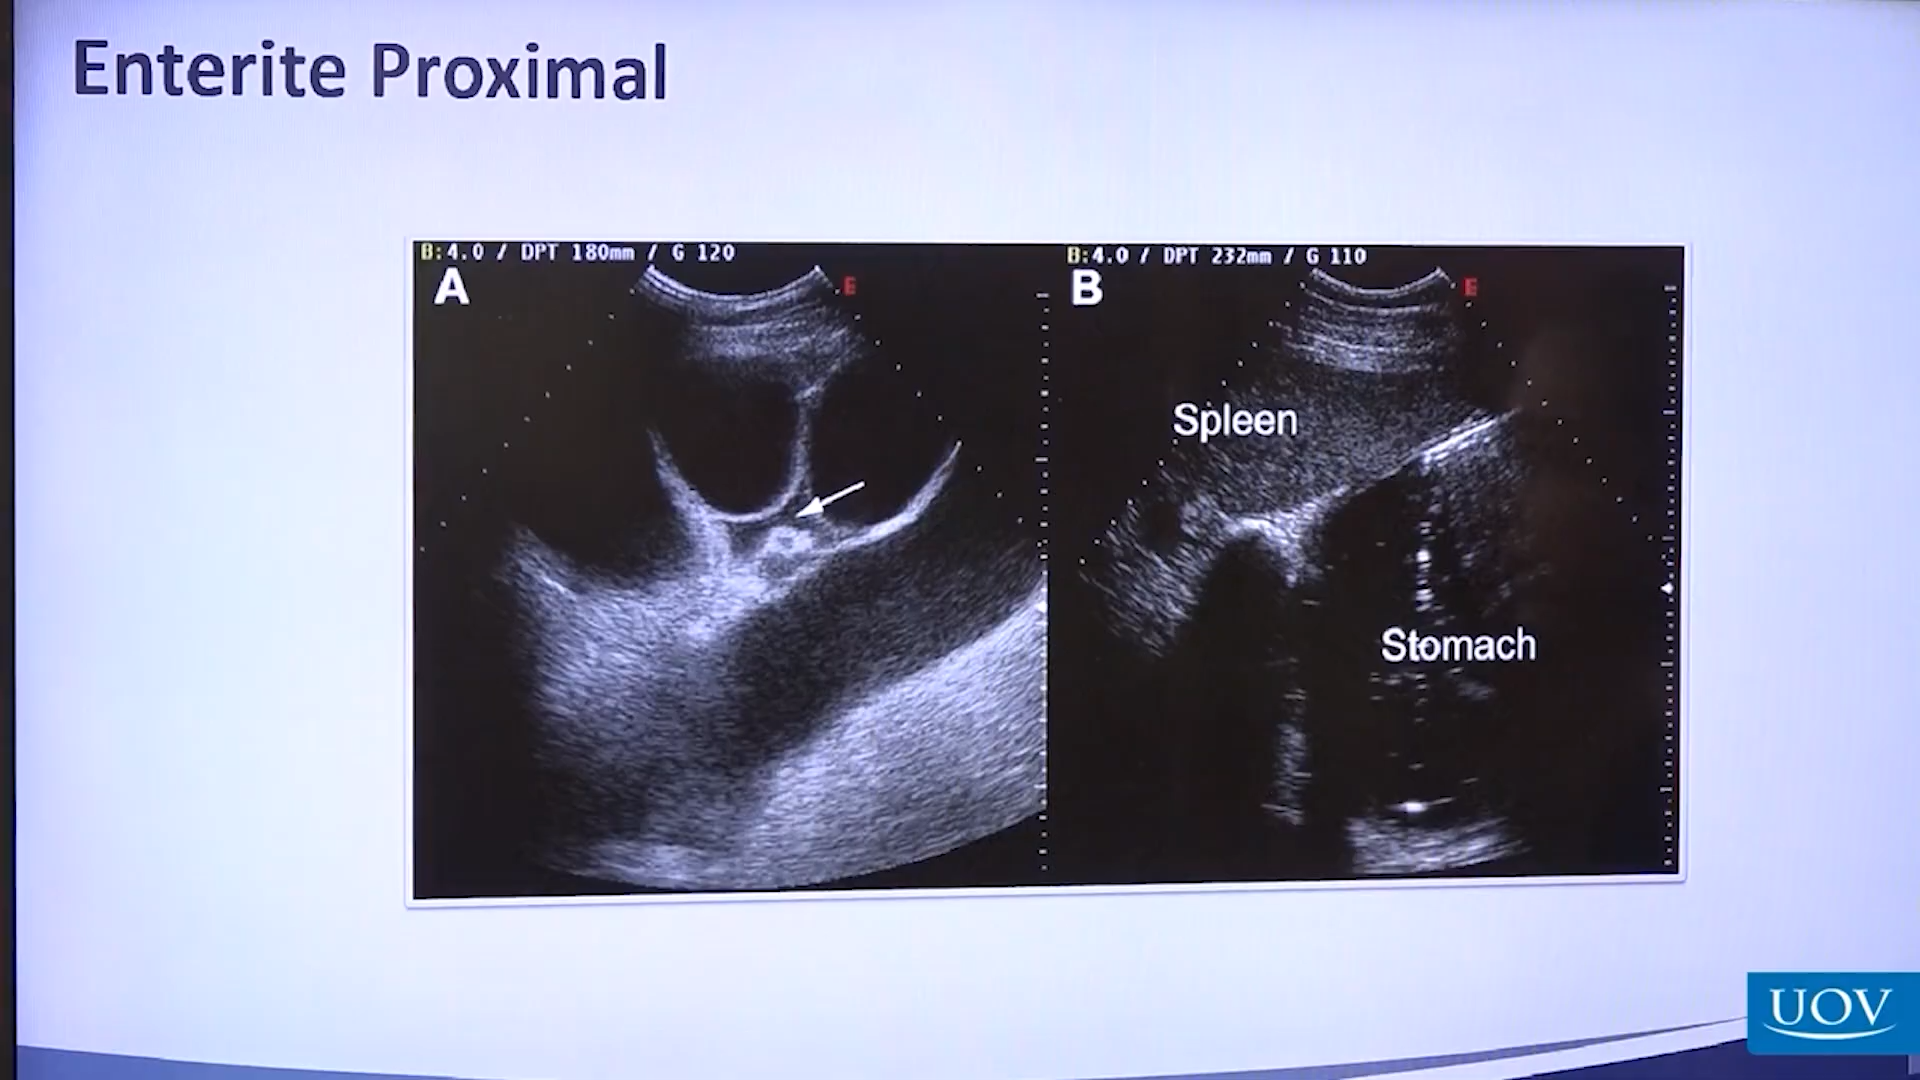 Enterite Proximal
B:4.0 / DPT 180mm / G 120
B:4.0 / DPT 232mm / G 110
A
E
B
E
Spleen
Stomach
UOV